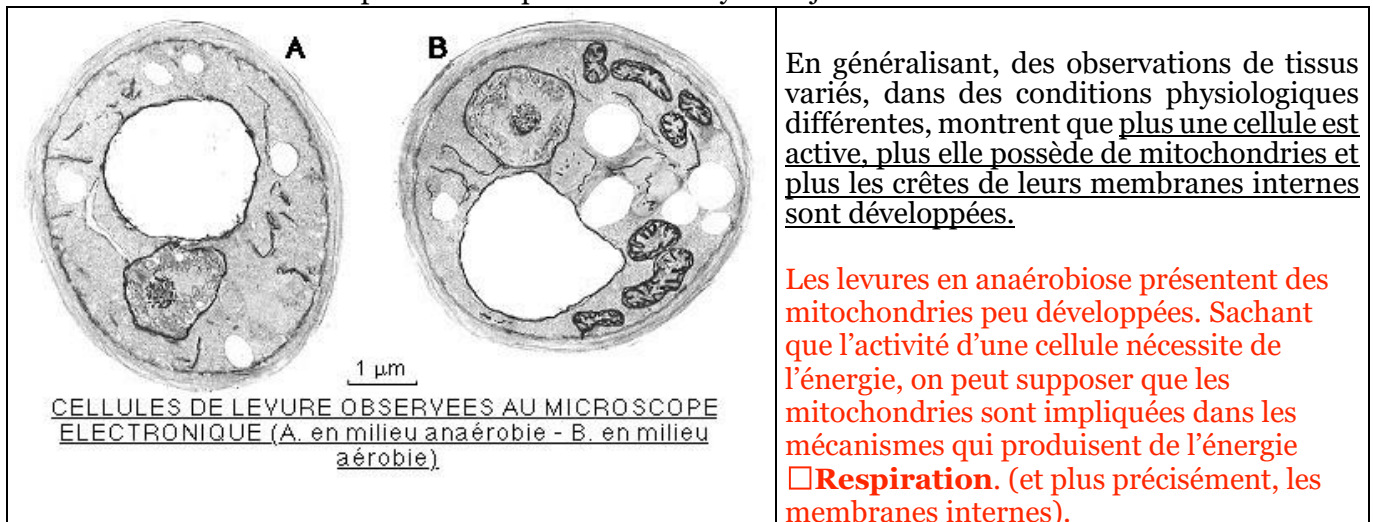 A
B
1 µm
CELLULES DE LEVURE OBSERVEES AU MICROSCOPE
ELECTRONIQUE (A. en milieu anaérobie - B. en milieu
aérobie)
En généralisant, des observations de tissus
variés, dans des conditions physiologiques
différentes, montrent que plus une cellule est
active, plus elle possède de mitochondries et
plus les crêtes de leurs membranes internes
sont développées.
Les levures en anaérobiose présentent des
mitochondries peu développées. Sachant
que l’activité d’une cellule nécessite de
l’énergie, on peut supposer que les
mitochondries sont impliquées dans les
mécanismes qui produisent de l’énergie
□Respiration. (et plus précisément, les
membranes internes).